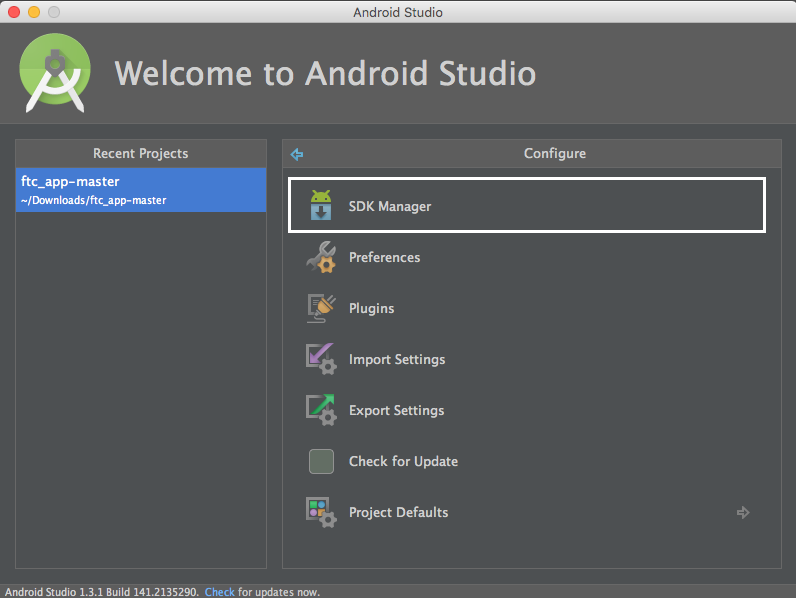 Android Studio
Welcome to Android Studio
Recent Projects
ftc_app-master
~/Downloads/ftc_app-master
Configure
SDK Manager
Preferences
Plugins
Import Settings
Export Settings
Check for Update
Project Defaults
Android Studio 1.3.1 Build 141.2135290. Check for updates now.